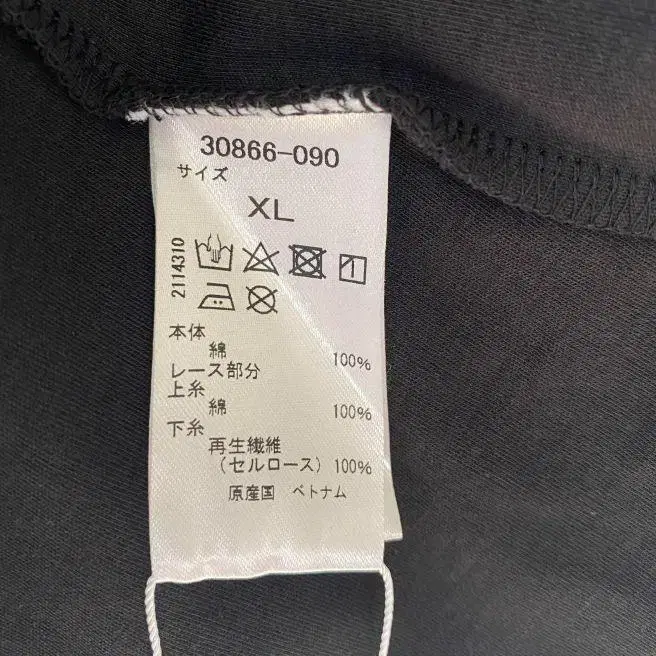 30866-090
サイズ
XL
2114310
本体
綿 100%
レース部分
上糸
綿 100%
下糸
再生繊維
(セルロース) 100%
原産国 ベトナム